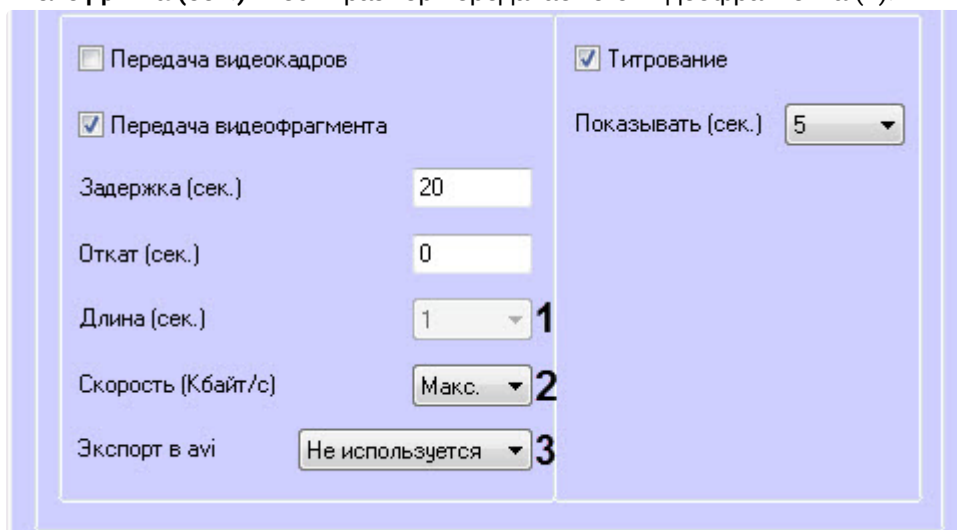 Передача видеокадров
Передача видеофрагмента
Задержка (сек.) 20
Откат (сек.) 0
Длина (сек.) 1 1
Скорость (Кбайт/с) Макс. 2
Экспорт в avi Не используется 3
Титрование
Показывать (сек.) 5